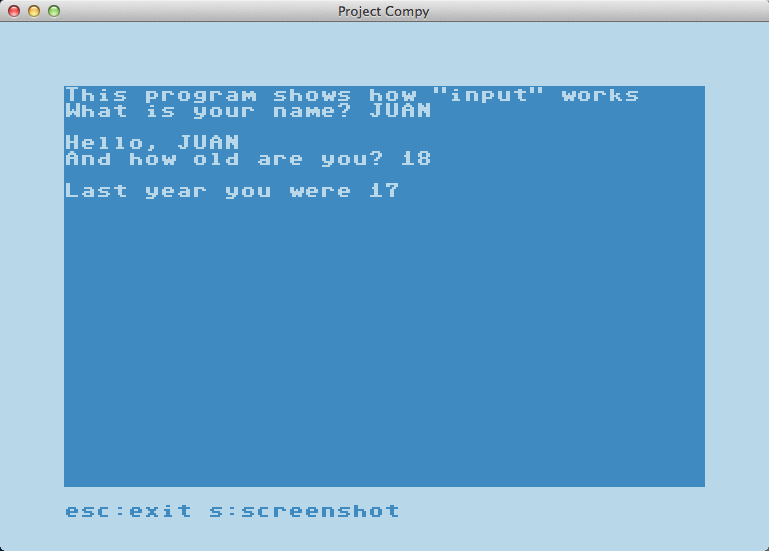 Project Compy
This program shows how "input" works
What is your name? JUAN
Hello, JUAN
And how old are you? 18
Last year you were 17
esc:exit s:screenshot